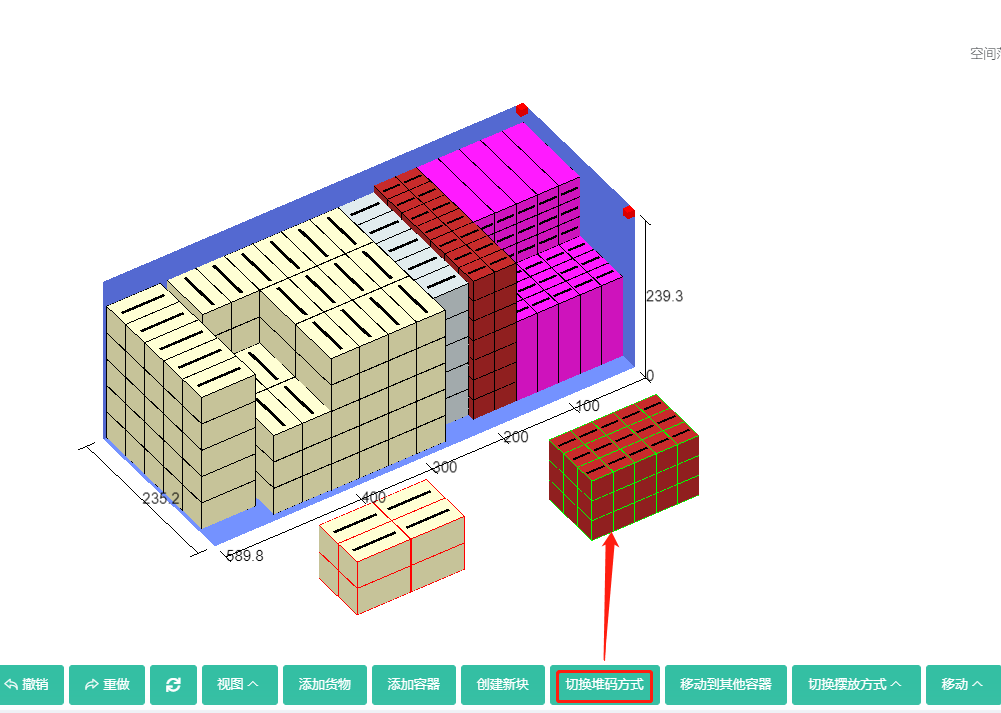 空间
239.3
0
100
200
300
400
235.2
589.8
撤销
重做
视图
添加货物
添加容器
创建新块
切换堆码方式
移动到其他容器
切换摆放方式
移动